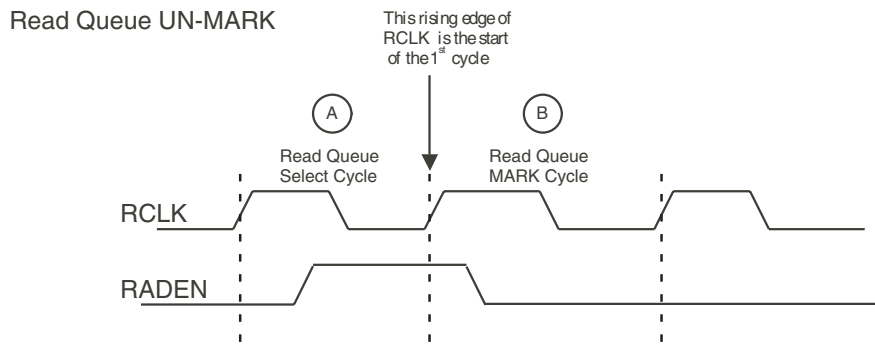 Read Queue UN-MARK
This rising edge of
RCLK is the start
of the 1st cycle
A
B
Read Queue
Select Cycle
Read Queue
MARK Cycle
RCLK
RADEN